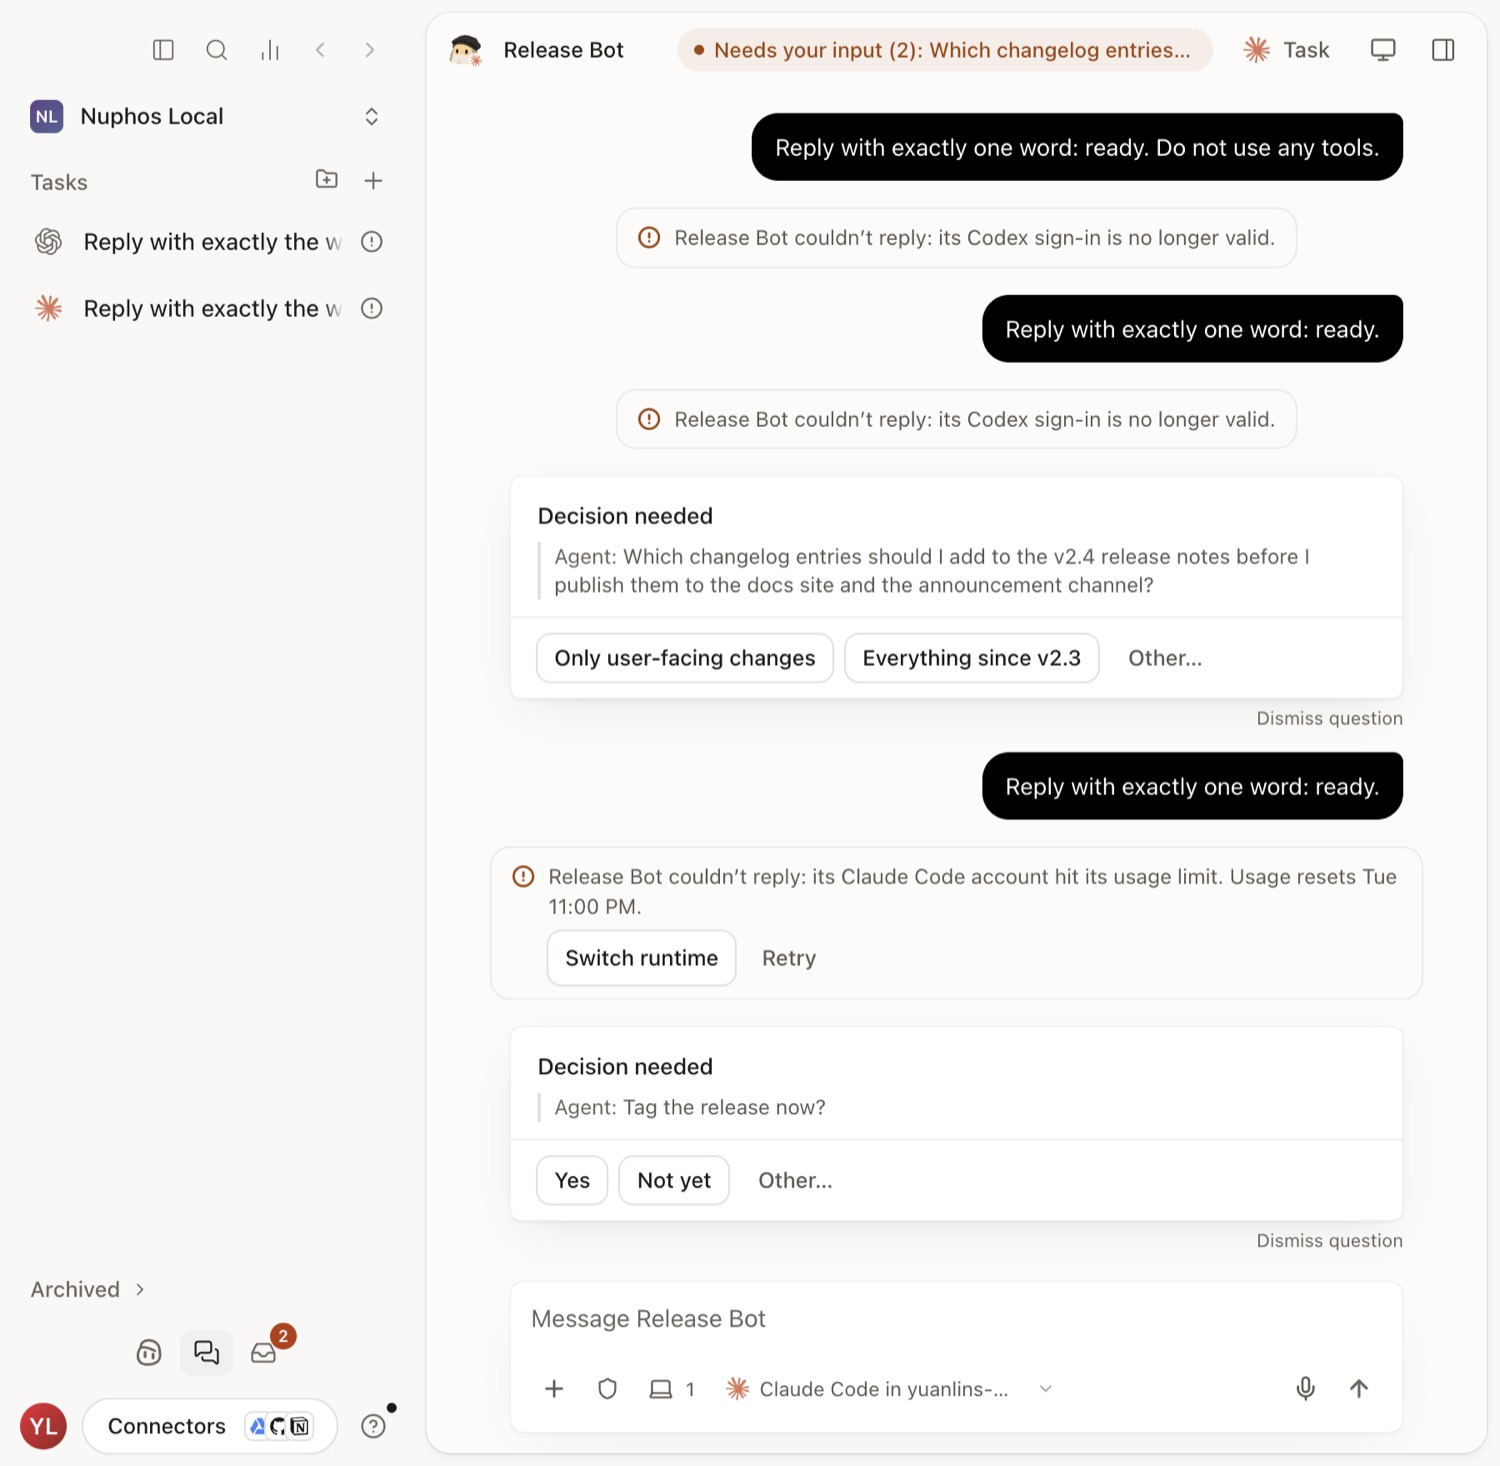 Release Bot
Needs your input (2): Which changelog entries...
Task
NL
Nuphos Local
Tasks
Reply with exactly the w
Reply with exactly the w
Reply with exactly one word: ready. Do not use any tools.
Release Bot couldn’t reply: its Codex sign-in is no longer valid.
Reply with exactly one word: ready.
Release Bot couldn’t reply: its Codex sign-in is no longer valid.
Decision needed
Agent: Which changelog entries should I add to the v2.4 release notes before I
publish them to the docs site and the announcement channel?
Only user-facing changes
Everything since v2.3
Other...
Dismiss question
Reply with exactly one word: ready.
Release Bot couldn’t reply: its Claude Code account hit its usage limit. Usage resets Tue
11:00 PM.
Switch runtime
Retry
Decision needed
Agent: Tag the release now?
Yes
Not yet
Other...
Dismiss question
Message Release Bot
1
Claude Code in yuanlins-...
Archived
2
YL
Connectors